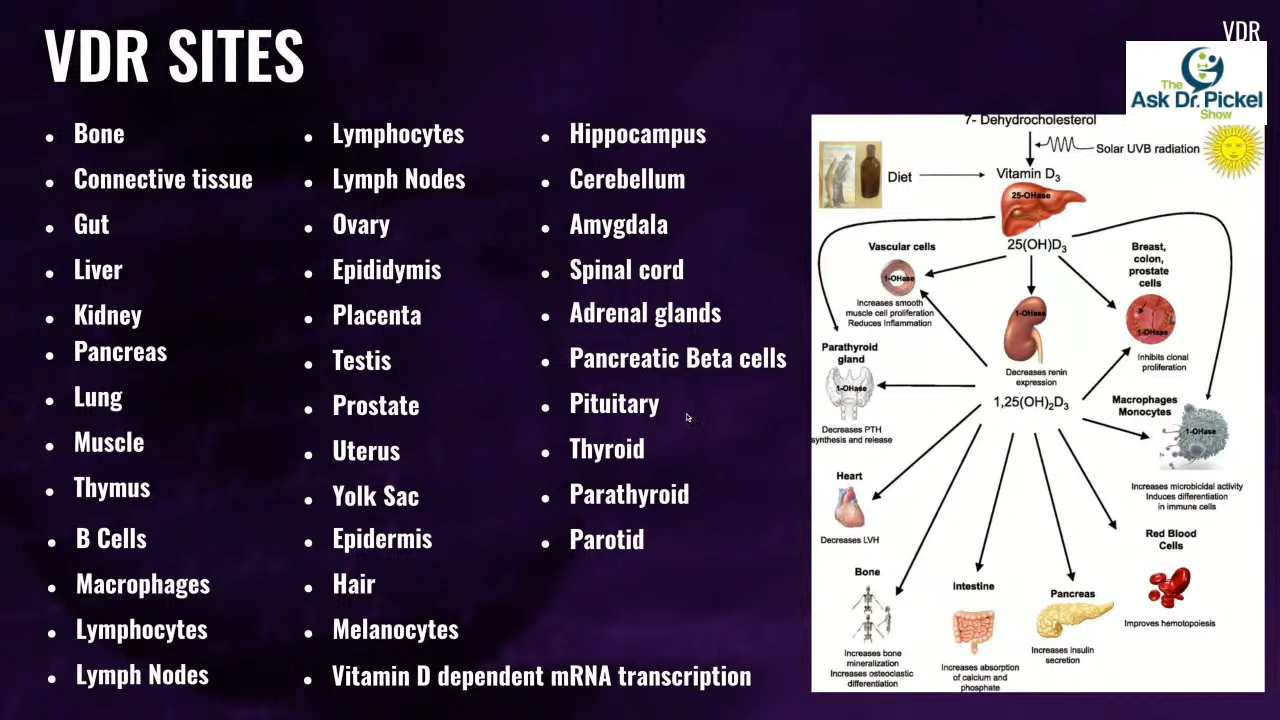 VDR SITES
VDR
The
Ask Dr. Pickel
Show
Bone
Connective tissue
Gut
Liver
Kidney
Pancreas
Lung
Muscle
Thymus
B Cells
Macrophages
Lymphocytes
Lymph Nodes
Lymphocytes
Lymph Nodes
Ovary
Epididymis
Placenta
Testis
Prostate
Uterus
Yolk Sac
Epidermis
Hair
Melanocytes
Vitamin D dependent mRNA transcription
Hippocampus
Cerebellum
Amygdala
Spinal cord
Adrenal glands
Pancreatic Beta cells
Pituitary
Thyroid
Parathyroid
Parotid
7- Dehydrocholesterol
Solar UVB radiation
Diet
Vitamin D3
25-OHase
25(OH)D3
Vascular cells
1-OHase
Increases smooth
muscle cell proliferation
Reduces Inflammation
Breast,
colon,
prostate
cells
1-OHase
Inhibits clonal
proliferation
1-OHase
Decreases renin
expression
1,25(OH)2D3
Parathyroid
gland
1-OHase
Decreases PTH
synthesis and release
Macrophages
Monocytes
1-OHase
Increases microbicidal activity
Induces differentiation
in immune cells
Heart
Decreases LVH
Red Blood
Cells
Improves hemotopoiesis
Bone
Increases bone
mineralization
Increases osteoclastic
differentiation
Intestine
Increases absorption
of calcium and
phosphate
Pancreas
Increases insulin
secretion